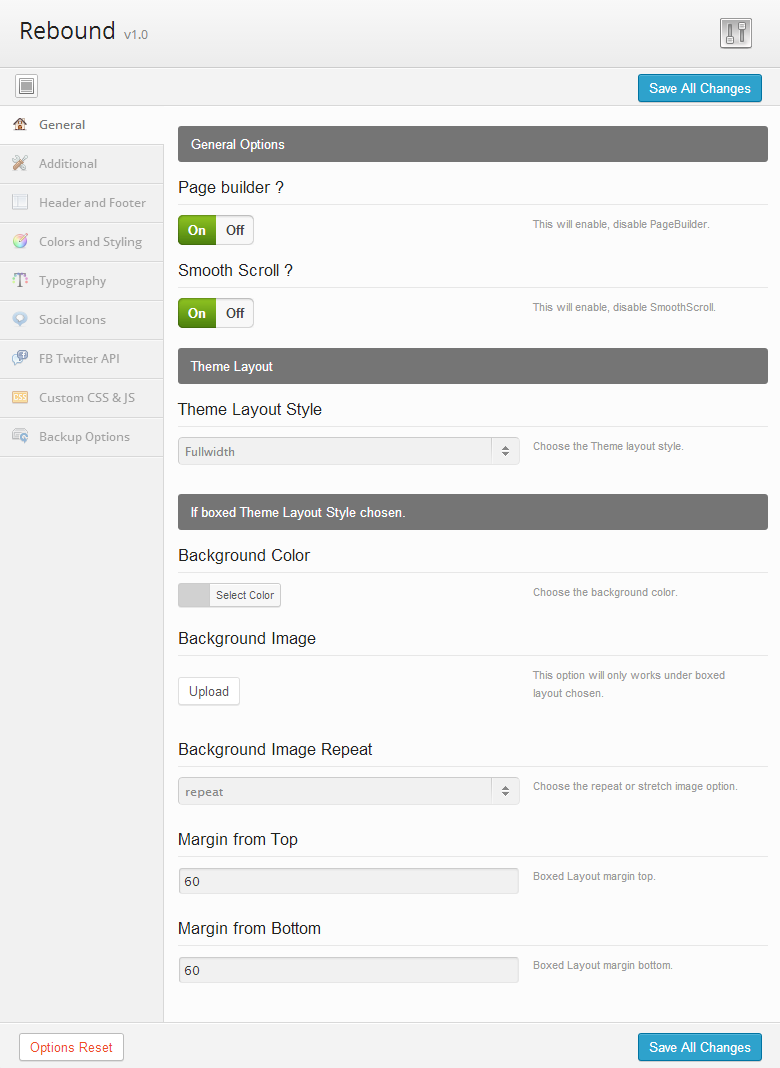 Rebound v1.0
Save All Changes
General
Additional
Header and Footer
Colors and Styling
Typography
Social Icons
FB Twitter API
Custom CSS & JS
Backup Options
General Options
Page builder ?
On Off
This will enable, disable PageBuilder.
Smooth Scroll ?
On Off
This will enable, disable SmoothScroll.
Theme Layout
Theme Layout Style
Fullwidth
Choose the Theme layout style.
If boxed Theme Layout Style chosen.
Background Color
Select Color
Choose the background color.
Background Image
Upload
This option will only works under boxed
layout chosen.
Background Image Repeat
repeat
Choose the repeat or stretch image option.
Margin from Top
60
Boxed Layout margin top.
Margin from Bottom
60
Boxed Layout margin bottom.
Options Reset
Save All Changes